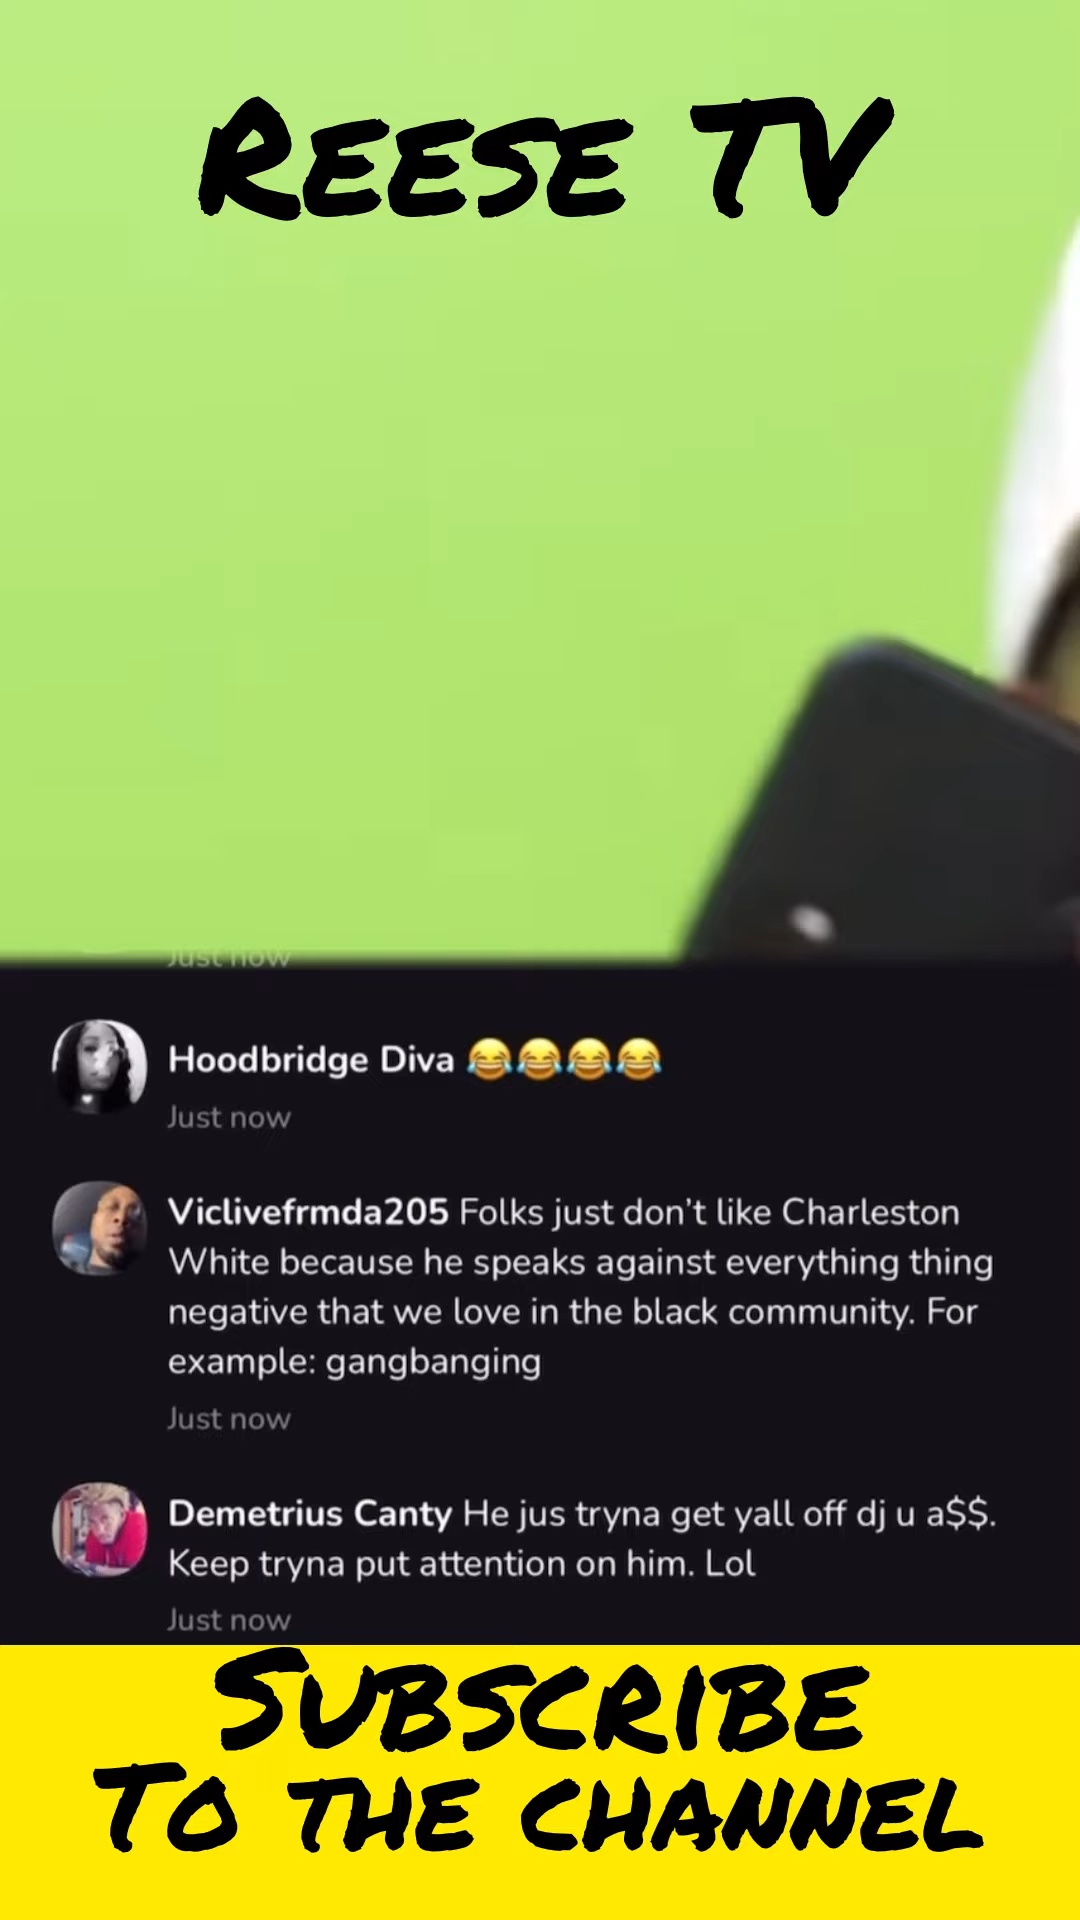 REESE TV
Just now
Hoodbridge Diva 😂😂😂😂
Just now
Viclivefrmda205 Folks just don't like Charleston
White because he speaks against everything thing
negative that we love in the black community. For
example: gangbanging
Just now
Demetrius Canty He jus tryna get yall off dj u a$$.
Keep tryna put attention on him. Lol
Just now
SUBSCRIBE
TO THE CHANNEL